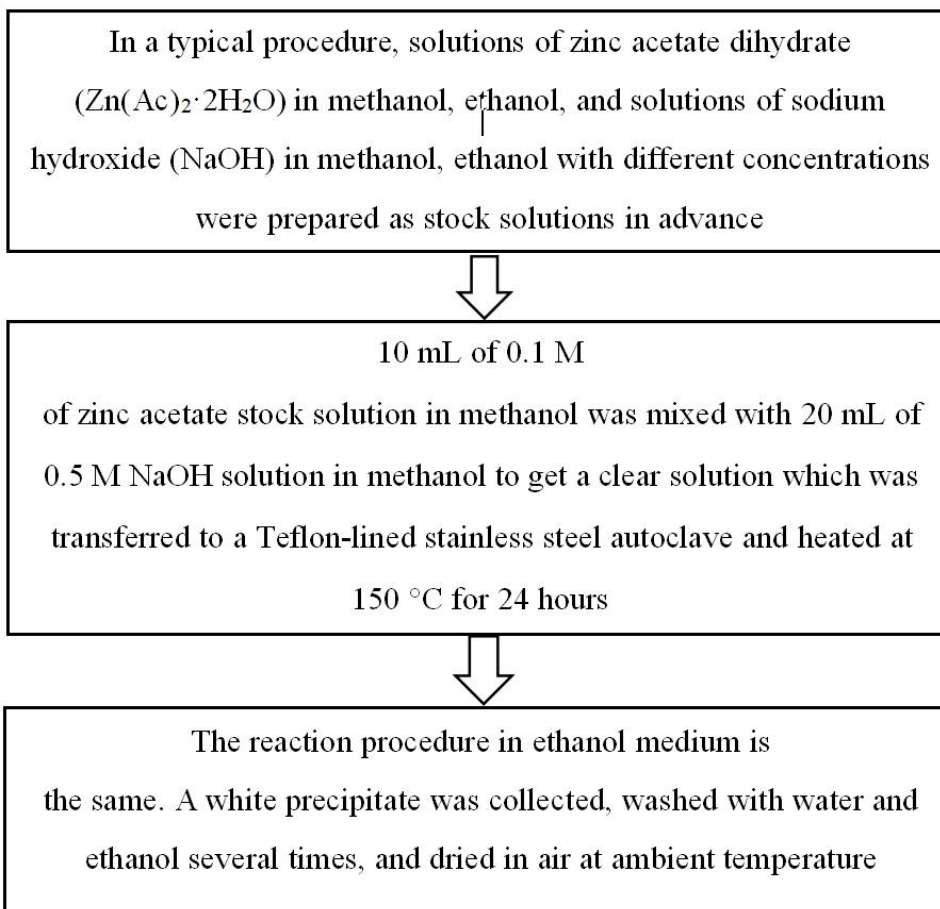 In a typical procedure, solutions of zinc acetate dihydrate
(Zn(Ac)₂·2H₂O) in methanol, ethanol, and solutions of sodium
hydroxide (NaOH) in methanol, ethanol with different concentrations
were prepared as stock solutions in advance
10 mL of 0.1 M
of zinc acetate stock solution in methanol was mixed with 20 mL of
0.5 M NaOH solution in methanol to get a clear solution which was
transferred to a Teflon-lined stainless steel autoclave and heated at
150 °C for 24 hours
The reaction procedure in ethanol medium is
the same. A white precipitate was collected, washed with water and
ethanol several times, and dried in air at ambient temperature